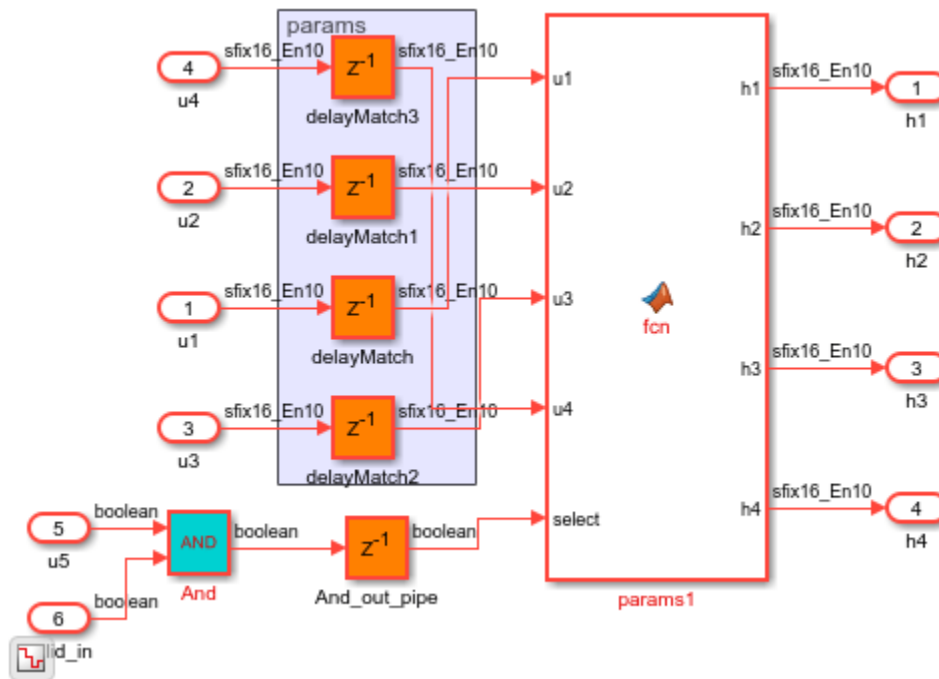 params
sfix16_En10
sfix16_En10
4
Z-1
u4
delayMatch3
sfix16_En10
sfix16_En10
2
Z-1
u2
delayMatch1
sfix16_En10
sfix16_En10
1
Z-1
u1
delayMatch
sfix16_En10
sfix16_En10
3
Z-1
u3
delayMatch2
boolean
5
u5
AND
boolean
boolean
6
lid_in
And
Z-1
boolean
And_out_pipe
u1
u2
u3
u4
select
fcn
h1
h2
h3
h4
params1
sfix16_En10
1
h1
sfix16_En10
2
h2
sfix16_En10
3
h3
sfix16_En10
4
h4